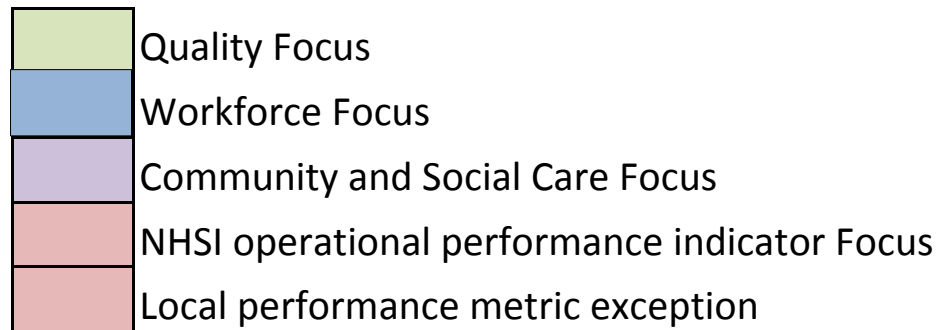 Quality Focus
Workforce Focus
Community and Social Care Focus
NHSI operational performance indicator Focus
Local performance metric exception